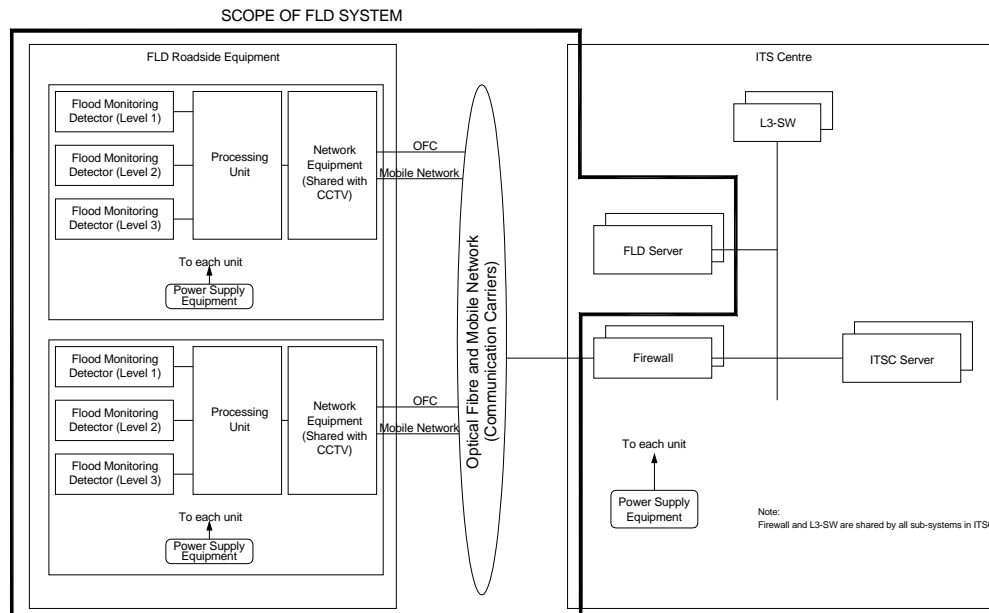 SCOPE OF FLD SYSTEM
FLD Roadside Equipment
Flood Monitoring
Detector (Level 1)
Flood Monitoring
Detector (Level 2)
Flood Monitoring
Detector (Level 3)
Processing
Unit
Network
Equipment
(Shared with
CCTV)
To each unit
Power Supply
Equipment
OFC
Mobile Network
Flood Monitoring
Detector (Level 1)
Flood Monitoring
Detector (Level 2)
Flood Monitoring
Detector (Level 3)
Processing
Unit
Network
Equipment
(Shared with
CCTV)
To each unit
Power Supply
Equipment
OFC
Mobile Network
Optical Fibre and Mobile Network
(Communication Carriers)
ITS Centre
L3-SW
FLD Server
Firewall
ITSC Server
To each unit
Power Supply
Equipment
Note:
Firewall and L3-SW are shared by all sub-systems in